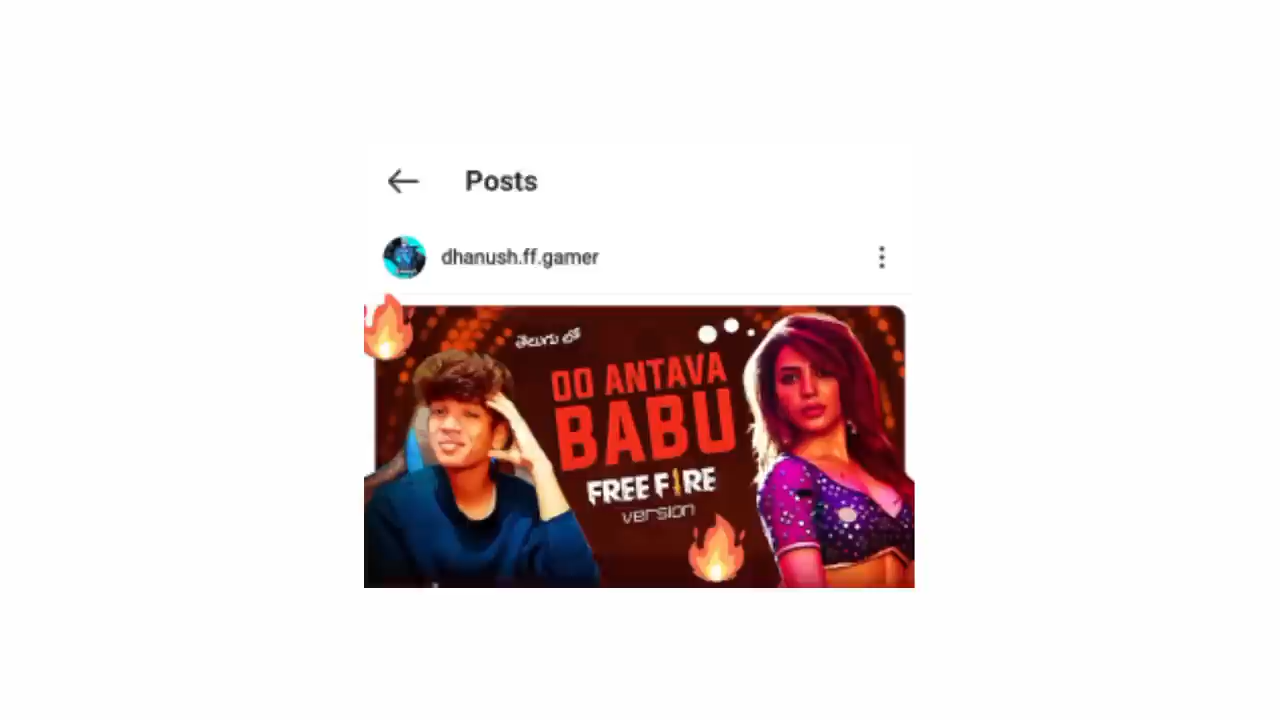 Posts
dhanush.ff.gamer
తెలుగు లో
OO ANTAVA
BABU
FREE FIRE
version